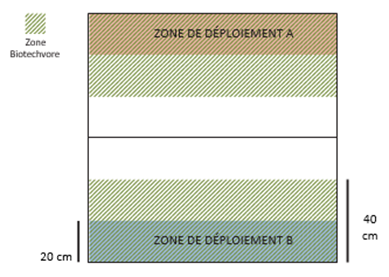 ZONE DE DÉPLOIEMENT A
Zone
Biotechvore
40
cm
ZONE DE DÉPLOIEMENT B
20 cm